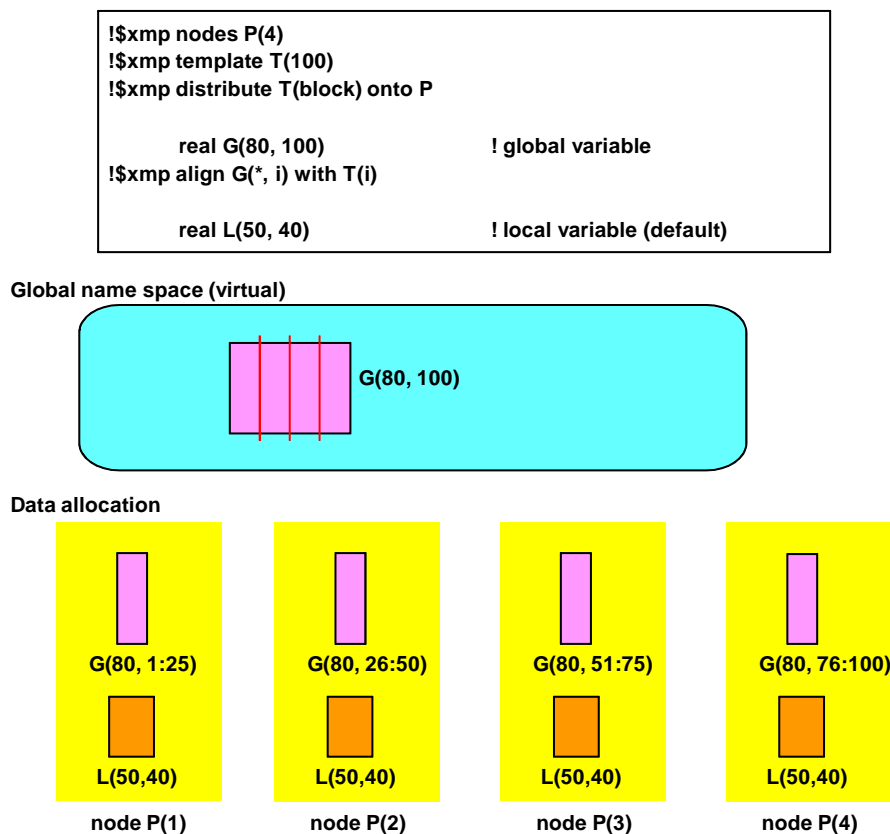 !$xmp nodes P(4)
!$xmp template T(100)
!$xmp distribute T(block) onto P
real G(80, 100) ! global variable
!$xmp align G(*, i) with T(i)
real L(50, 40) ! local variable (default)
Global name space (virtual)
G(80, 100)
Data allocation
G(80, 1:25) G(80, 26:50) G(80, 51:75) G(80, 76:100)
L(50,40) L(50,40) L(50,40) L(50,40)
node P(1) node P(2) node P(3) node P(4)